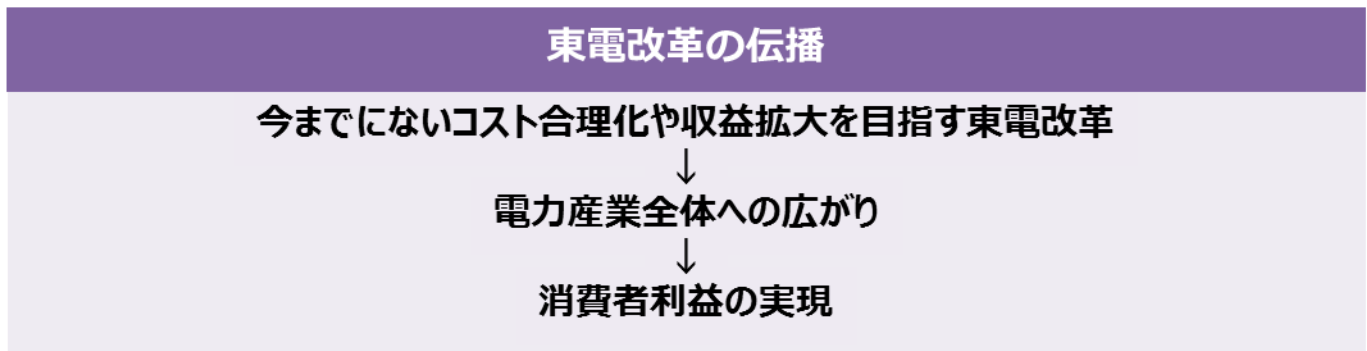 東電改革の伝播
今までにないコスト合理化や収益拡大を目指す東電改革
↓
電力産業全体への広がり
↓
消費者利益の実現